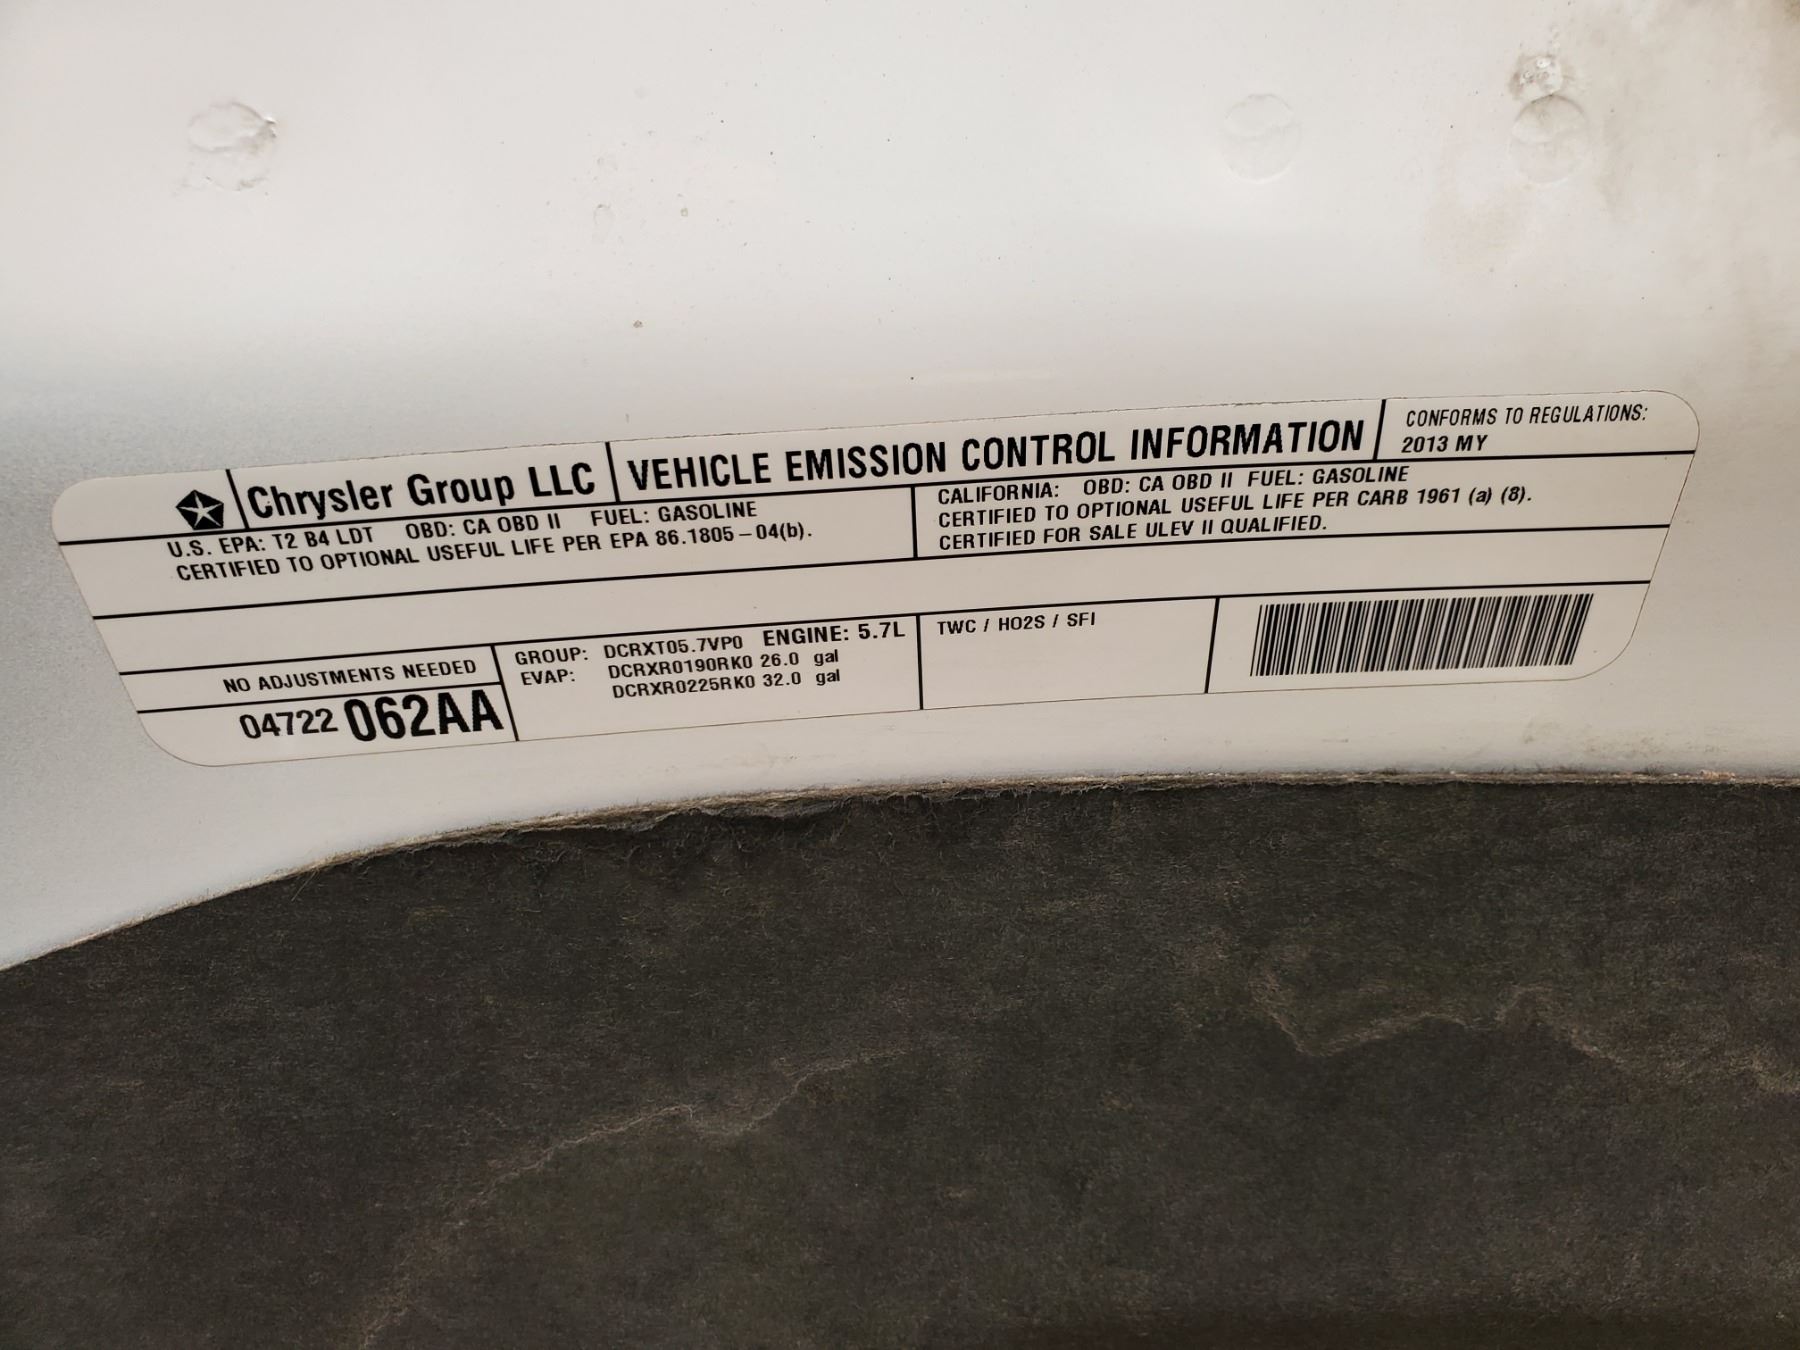 Chrysler Group LLC
VEHICLE EMISSION CONTROL INFORMATION
CONFORMS TO REGULATIONS:
2013 MY
U.S. EPA: T2 B4 LDT OBD: CA OBD II FUEL: GASOLINE
CERTIFIED TO OPTIONAL USEFUL LIFE PER EPA 86.1805-04(b).
CALIFORNIA: OBD: CA OBD II FUEL: GASOLINE
CERTIFIED TO OPTIONAL USEFUL LIFE PER CARB 1961 (a) (8).
CERTIFIED FOR SALE ULEV II QUALIFIED.
NO ADJUSTMENTS NEEDED
04722 062AA
GROUP: DCRXT05.7VP0 ENGINE: 5.7L
EVAP: DCRXR0190RK0 26.0 gal
DCRXR0225RK0 32.0 gal
TWC / HO2S / SFI